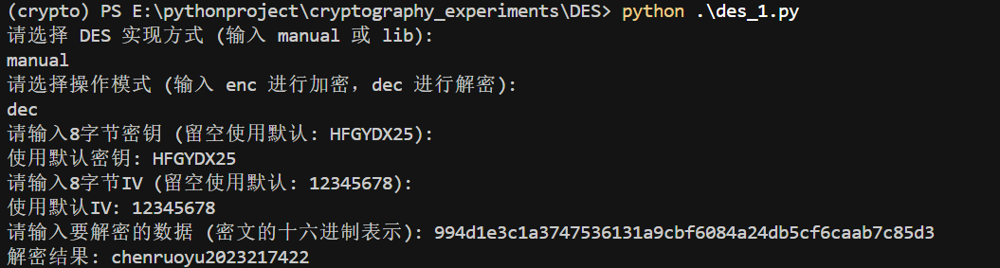 (crypto) PS E:\pythonproject\cryptography_experiments\DES> python .\des_1.py
请选择 DES 实现方式 (输入 manual 或 lib):
manual
请选择操作模式 (输入 enc 进行加密，dec 进行解密):
dec
请输入8字节密钥 (留空使用默认: HFGYDX25):
使用默认密钥: HFGYDX25
请输入8字节IV (留空使用默认: 12345678):
使用默认IV: 12345678
请输入要解密的数据 (密文的十六进制表示): 994d1e3c1a3747536131a9cbf6084a24db5cf6caab7c85d3
解密结果: chenruoyu2023217422